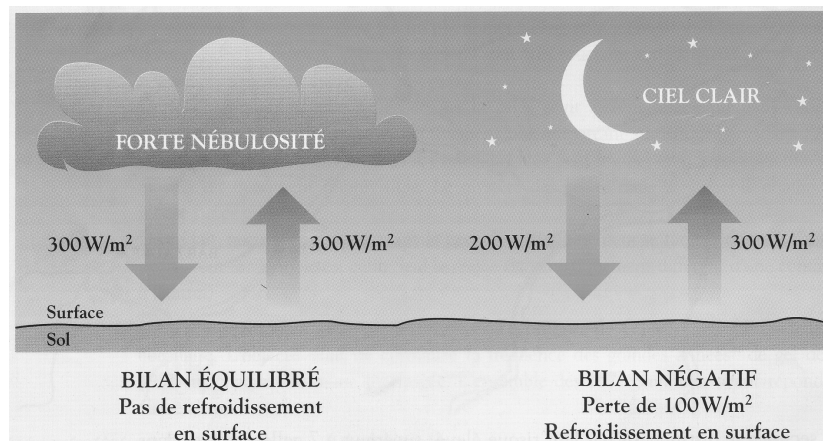 FORTE NÉBULOSITÉ
CIEL CLAIR
300 W/m²
300 W/m²
200 W/m²
300 W/m²
Surface
Sol
BILAN ÉQUILIBRÉ
Pas de refroidissement
en surface
BILAN NÉGATIF
Perte de 100 W/m²
Refroidissement en surface